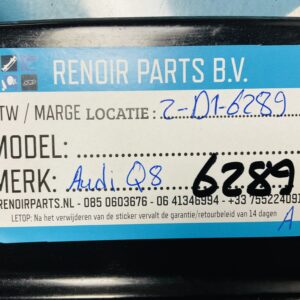 RENOIR PARTS B.V.
TW / MARGE LOCATIE: 2-D1-6289
MODEL:
MERK: Audi Q8 6289
RENOIRPARTS.NL - 085 0603676 - 06 41346994 - +33 755224091
LETOP: Na het verwijderen van de sticker vervalt de garantie/retourbeleid van 14 dagen
A